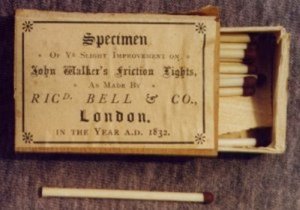 Specimen
OF Yᴱ SLIGHT IMPROVEMENT ON
John Walker's Friction Lights,
AS MADE BY
RICᴰ. BELL & CO.,
London.
IN THE YEAR A.D. 1832.